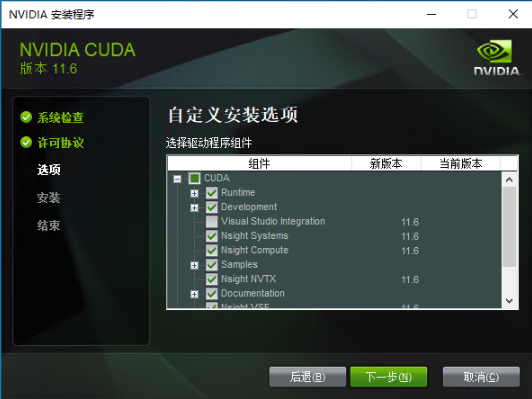 NVIDIA 安装程序
NVIDIA CUDA
版本 11.6
NVIDIA
系统检查
许可协议
选项
安装
结束
自定义安装选项
选择驱动程序组件
组件 新版本 当前版本
CUDA
Runtime
Development
Visual Studio Integration 11.6
Nsight Systems 11.6
Nsight Compute 11.6
Samples
Nsight NVTX 11.6
Documentation
Nsight VSE 11.6
后退(B) 下一步(N) 取消(C)